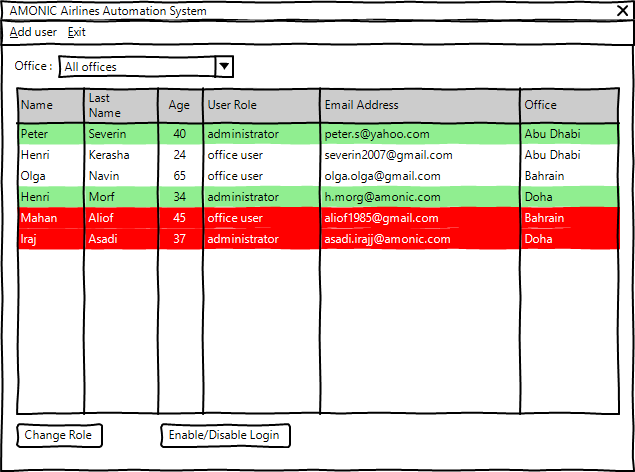 AMONIC Airlines Automation System
Add user Exit
Office : All offices
Name Last Name Age User Role Email Address Office
Peter Severin 40 administrator peter.s@yahoo.com Abu Dhabi
Henri Kerasha 24 office user severin2007@gmail.com Abu Dhabi
Olga Navin 65 office user olga.olga@gmail.com Bahrain
Henri Morf 34 administrator h.morg@amonic.com Doha
Mahan Aliof 45 office user aliof1985@gmail.com Bahrain
Iraj Asadi 37 administrator asadi.irajj@amonic.com Doha
Change Role Enable/Disable Login